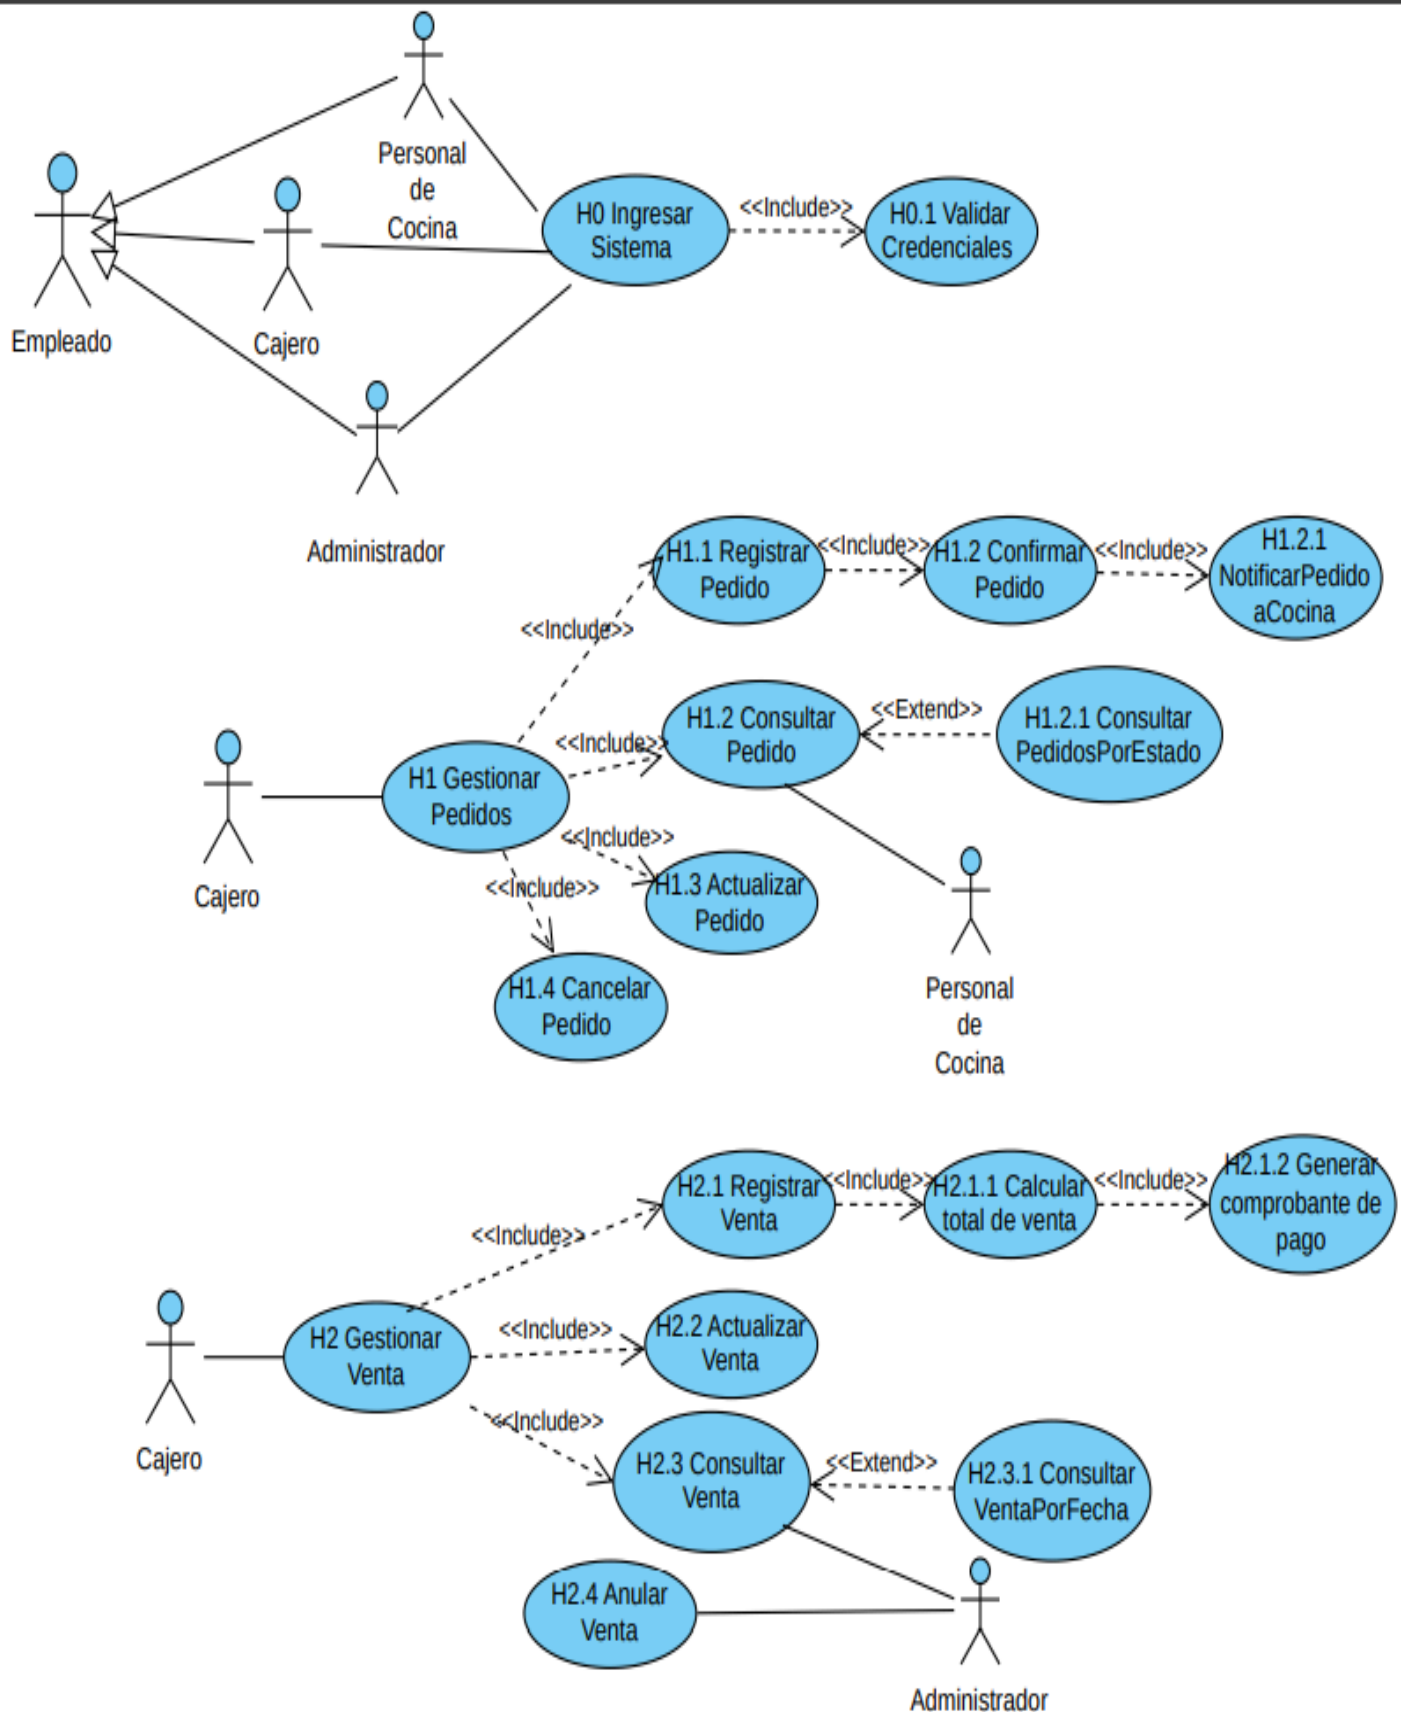 Personal
de
Cocina
Empleado
Cajero
Administrador
H0 Ingresar
Sistema
<<Include>>
H0.1 Validar
Credenciales
H1.1 Registrar
Pedido
<<Include>>
H1.2 Confirmar
Pedido
<<Include>>
H1.2.1
NotificarPedido
aCocina
<<Include>>
H1.2 Consultar
Pedido
<<Extend>>
H1.2.1 Consultar
PedidosPorEstado
<<Include>>
H1 Gestionar
Pedidos
<<Include>>
H1.3 Actualizar
Pedido
<<Include>>
Cajero
H1.4 Cancelar
Pedido
Personal
de
Cocina
H2.1 Registrar
Venta
<<Include>>
H2.1.1 Calcular
total de venta
<<Include>>
H2.1.2 Generar
comprobante de
pago
<<Include>>
H2 Gestionar
Venta
<<Include>>
H2.2 Actualizar
Venta
<<Include>>
Cajero
H2.3 Consultar
Venta
<<Extend>>
H2.3.1 Consultar
VentaPorFecha
H2.4 Anular
Venta
Administrador